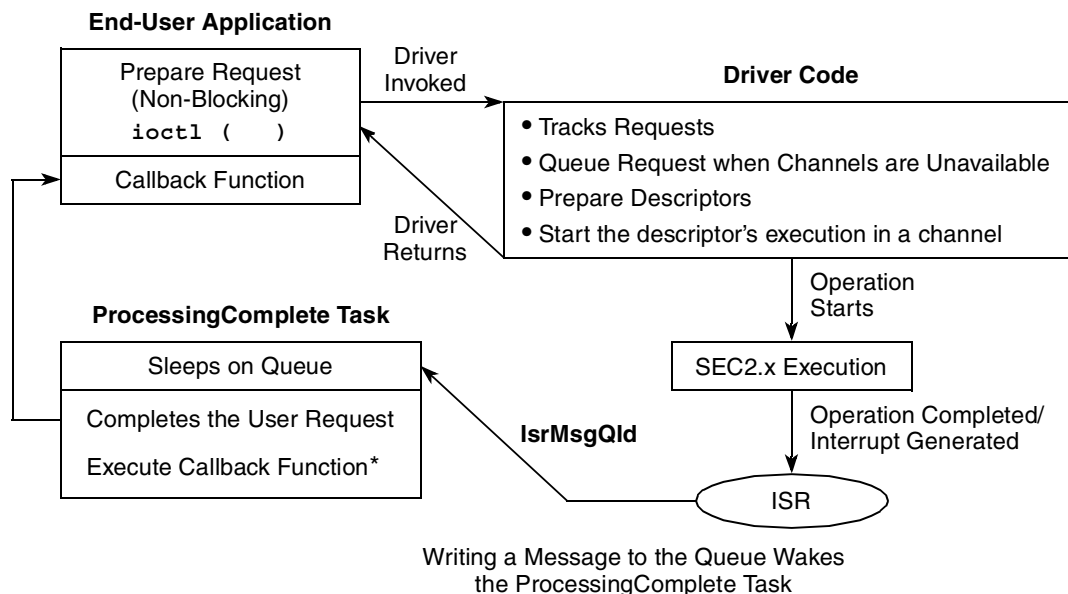 End-User Application
Prepare Request
(Non-Blocking)
ioctl (   )
Callback Function
Driver
Invoked
Driver
Returns
Driver Code
• Tracks Requests
• Queue Request when Channels are Unavailable
• Prepare Descriptors
• Start the descriptor's execution in a channel
Operation
Starts
SEC2.x Execution
Operation Completed/
Interrupt Generated
ISR
IsrMsgQId
ProcessingComplete Task
Sleeps on Queue
Completes the User Request
Execute Callback Function*
Writing a Message to the Queue Wakes
the ProcessingComplete Task